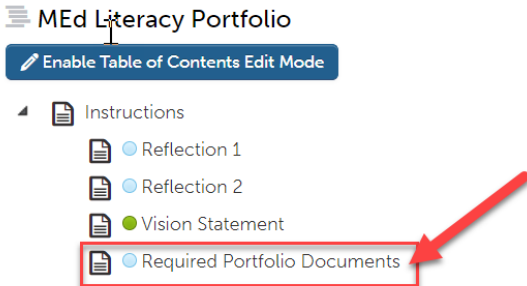 MEd Literacy Portfolio
Enable Table of Contents Edit Mode
Instructions
Reflection 1
Reflection 2
Vision Statement
Required Portfolio Documents